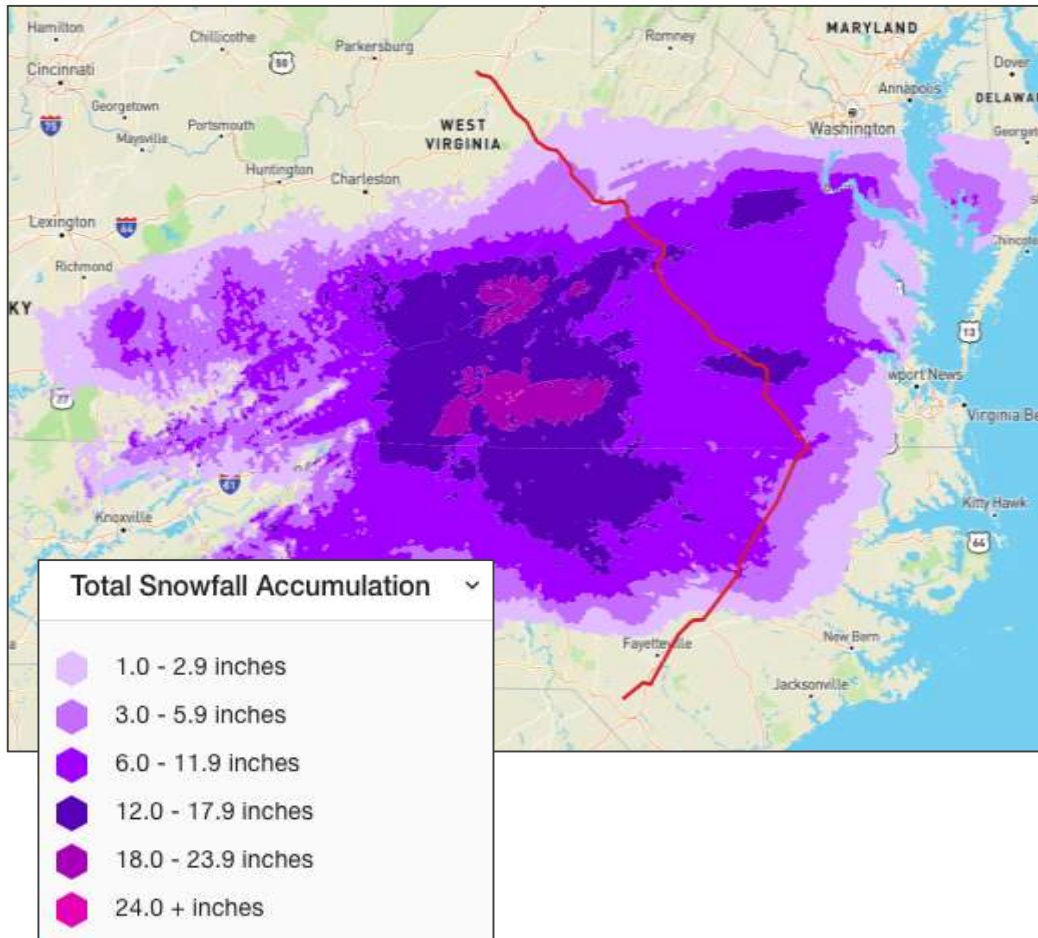 Hamilton
Chillicothe
Parkersburg
Romney
MARYLAND
50
Cincinnati
Dover
Annapolis
DELAWA
Georgetown
75
Portsmouth
Maysville
WEST
VIRGINIA
Washington
Georget
Huntington
Charleston
Lexington
64
Richmond
Chincote
KY
13
wport News
77
Virginia Be
81
Knoxville
Kitty Hawk
64
Fayetteville
New Bern
Jacksonville
Total Snowfall Accumulation
1.0 - 2.9 inches
3.0 - 5.9 inches
6.0 - 11.9 inches
12.0 - 17.9 inches
18.0 - 23.9 inches
24.0 + inches